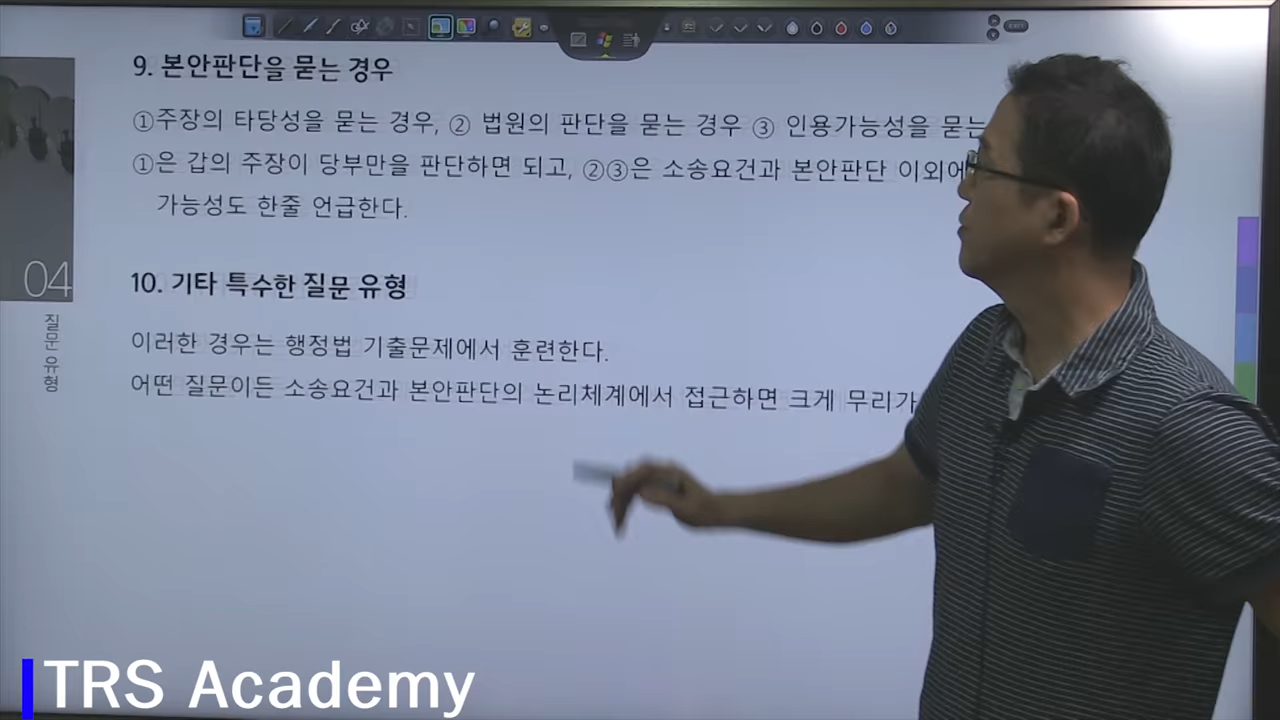 EXIT
9. 본안판단을 묻는 경우
①주장의 타당성을 묻는 경우, ② 법원의 판단을 묻는 경우 ③ 인용가능성을 묻는
①은 갑의 주장이 당부만을 판단하면 되고, ②③은 소송요건과 본안판단 이외에
가능성도 한줄 언급한다.
04
질문 유형
10. 기타 특수한 질문 유형
이러한 경우는 행정법 기출문제에서 훈련한다.
어떤 질문이든 소송요건과 본안판단의 논리체계에서 접근하면 크게 무리가
TRS Academy